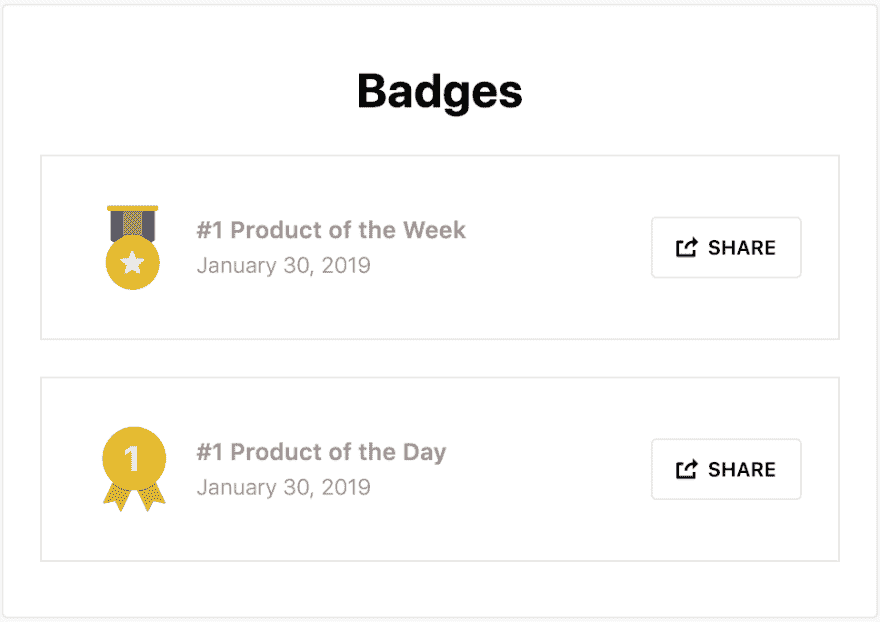 Badges
#1 Product of the Week
January 30, 2019
SHARE
1
#1 Product of the Day
January 30, 2019
SHARE